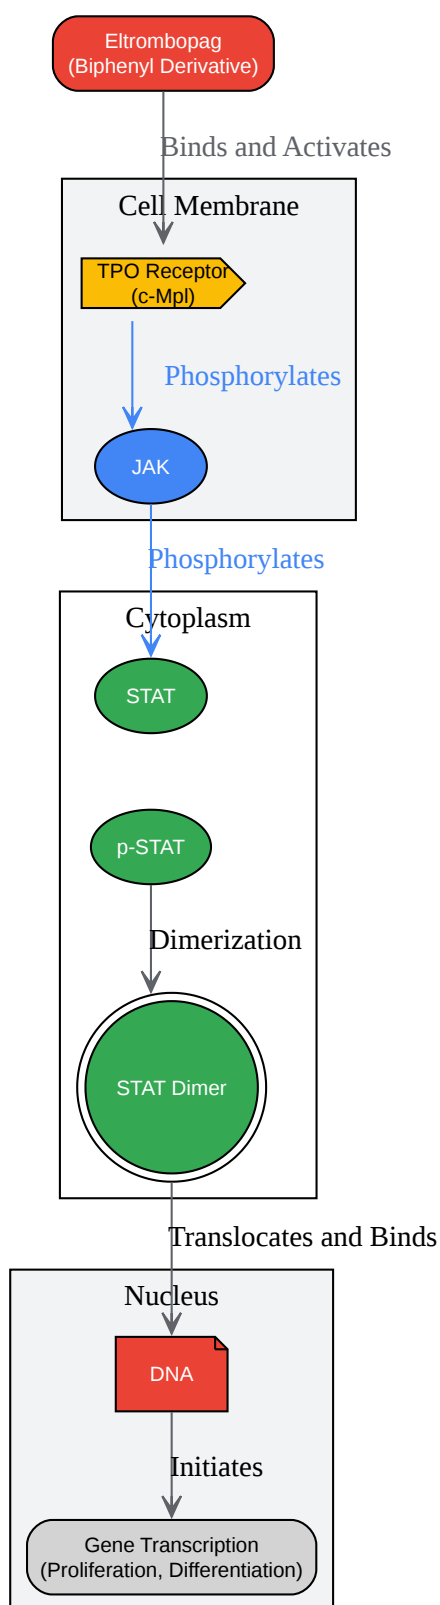 Eltrombopag
(Biphenyl Derivative)
Binds and Activates
Cell Membrane
TPO Receptor
(c-Mpl)
Phosphorylates
JAK
Phosphorylates
Cytoplasm
STAT
p-STAT
Dimerization
STAT Dimer
Translocates and Binds
Nucleus
DNA
Initiates
Gene Transcription
(Proliferation, Differentiation)